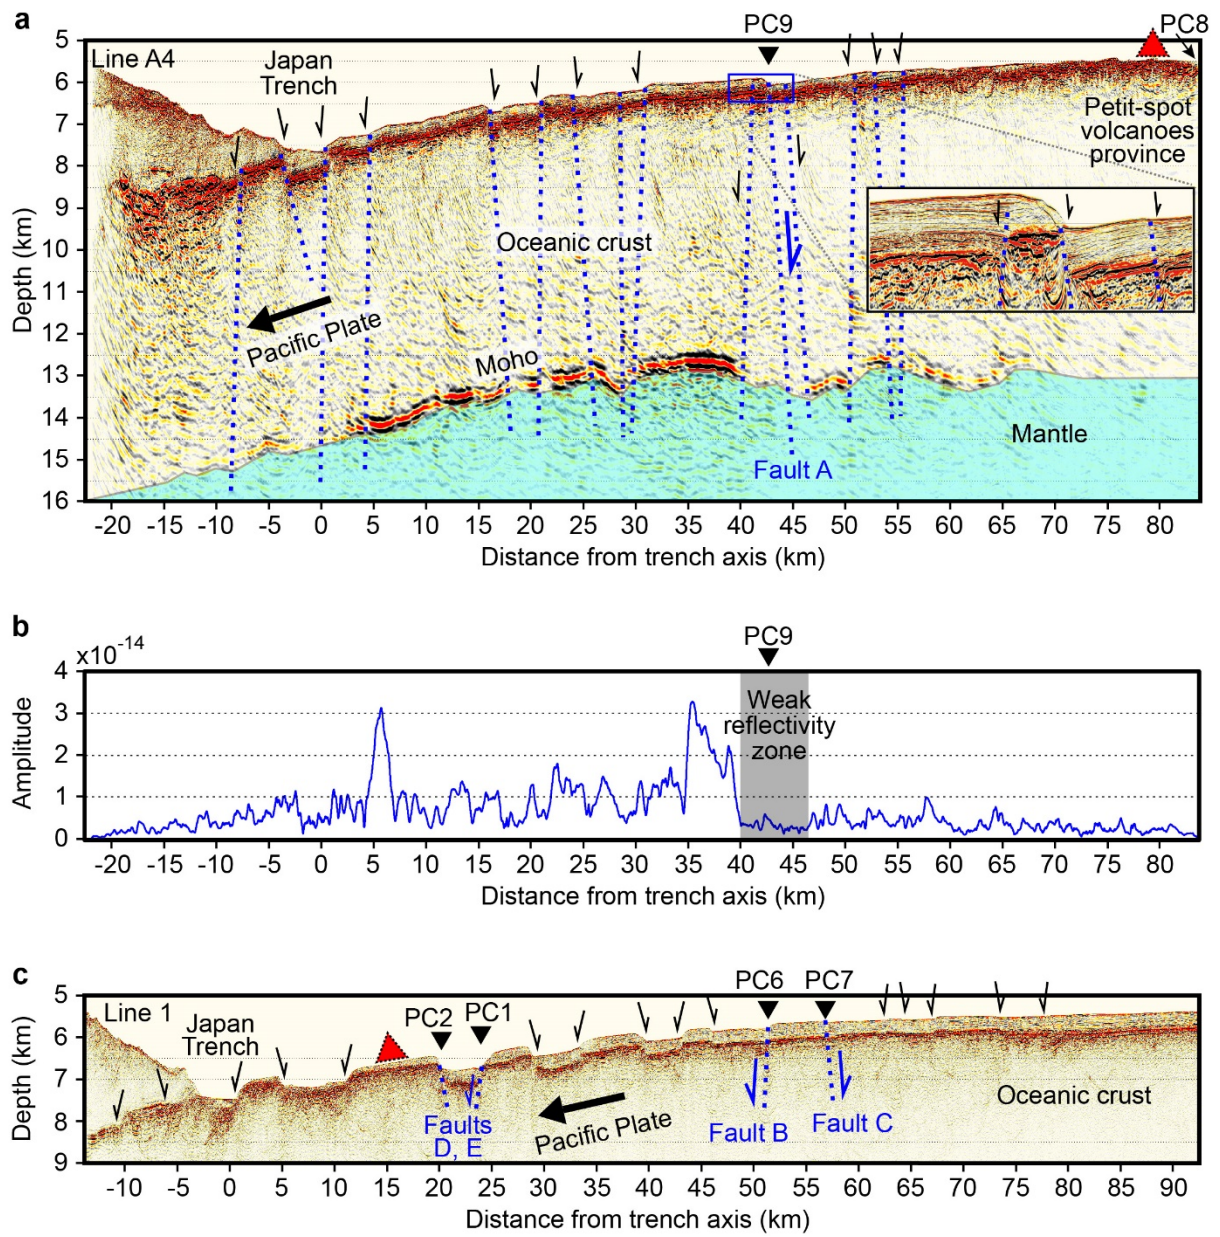 a
PC9
PC8
Line A4
Japan
Trench
Petit-spot
volcanoes
province
Oceanic crust
Pacific Plate
Moho
Mantle
Fault A
5
6
7
8
9
10
11
12
13
14
15
16
Depth (km)
-20 -15 -10 -5 0 5 10 15 20 25 30 35 40 45 50 55 60 65 70 75 80
Distance from trench axis (km)
b
x10-14
PC9
Weak
reflectivity
zone
4
3
2
1
0
Amplitude
-20 -15 -10 -5 0 5 10 15 20 25 30 35 40 45 50 55 60 65 70 75 80
Distance from trench axis (km)
c
Line 1
Japan
Trench
PC2
PC1
PC6
PC7
Faults
D, E
Pacific Plate
Fault B
Fault C
Oceanic crust
5
6
7
8
9
Depth (km)
-10 -5 0 5 10 15 20 25 30 35 40 45 50 55 60 65 70 75 80 85 90
Distance from trench axis (km)